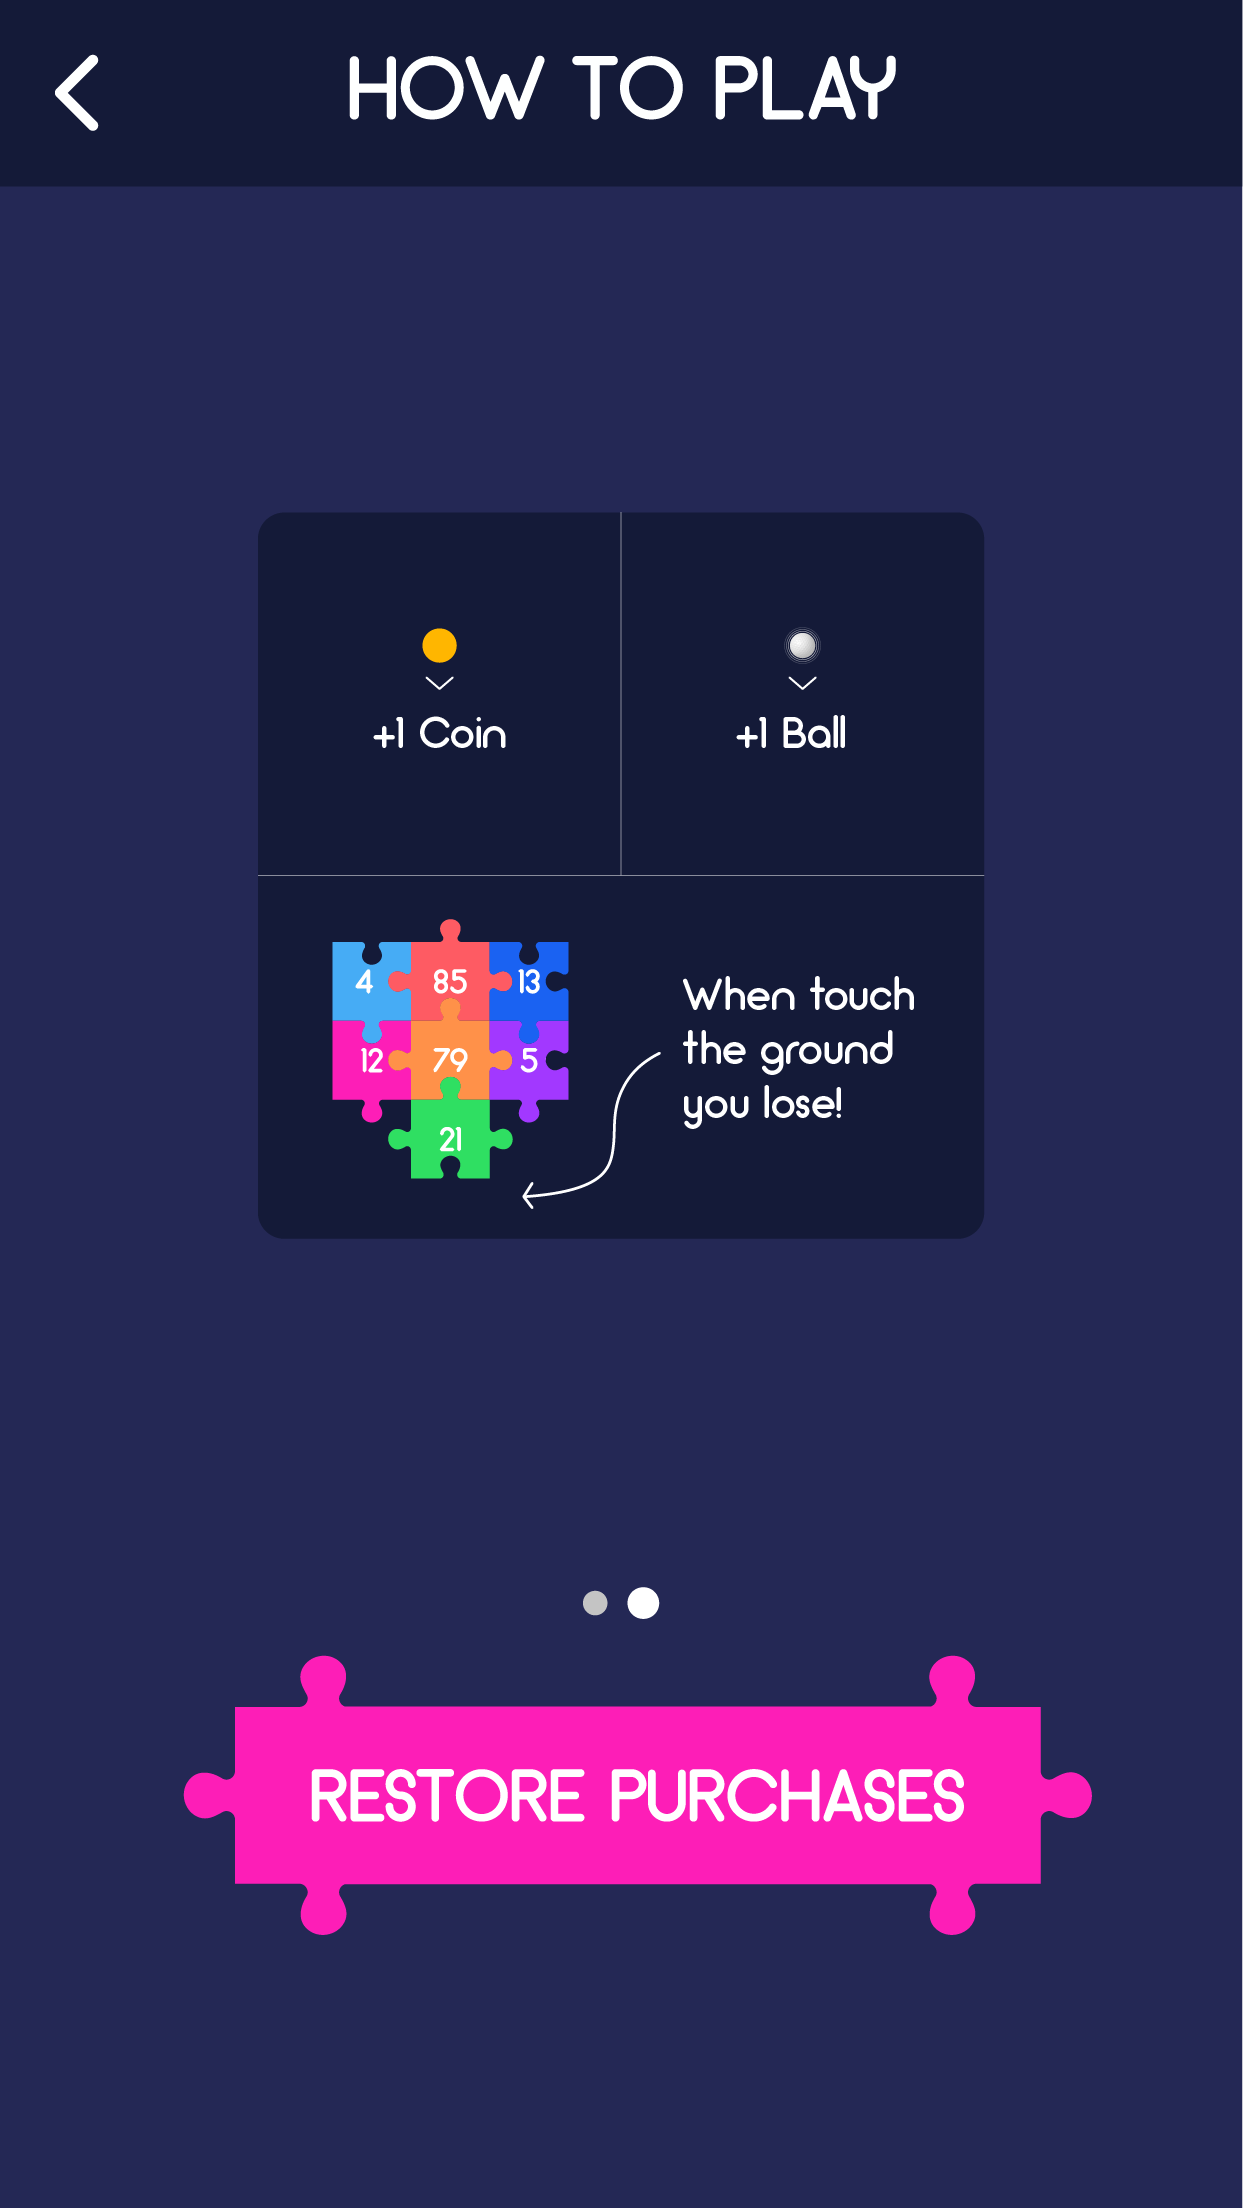 HOW TO PLAY
+1 Coin
+1 Ball
4 85 13
12 79 5
21
When touch
the ground
you lose!
RESTORE PURCHASES